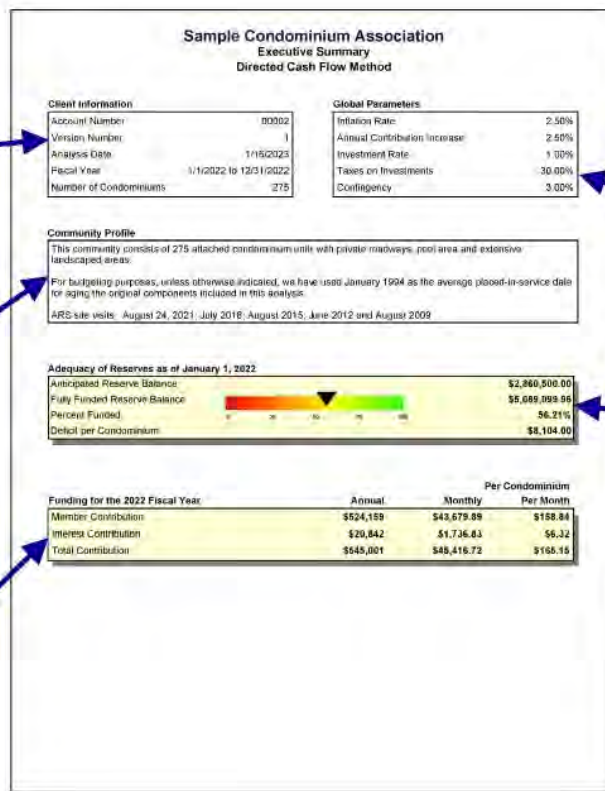 Sample Condominium Association
Executive Summary
Directed Cash Flow Method
Client Information
Account Number 00002
Version Number 1
Analysis Date 1/16/2023
Fiscal Year 1/1/2022 to 12/31/2022
Number of Condominiums 275
Global Parameters
Inflation Rate 2.50%
Annual Contribution Increase 2.50%
Investment Rate 1.00%
Taxes on Investments 30.00%
Contingency 3.00%
Community Profile
This community consists of 275 attached condominium units with private roadways, pool area and extensive
landscaped areas.
For budgeting purposes, unless otherwise indicated, we have used January 1994 as the average placed-in-service date
for aging the original components included in this analysis.
ARS site visits: August 24, 2021; July 2018; August 2015; June 2012 and August 2009
Adequacy of Reserves as of January 1, 2022
Anticipated Reserve Balance $2,860,500.00
Fully Funded Reserve Balance $5,089,099.96
Percent Funded 56.21%
Deficit per Condominium $8,104.00
Per Condominium
Funding for the 2022 Fiscal Year Annual Monthly Per Month
Member Contribution $524,159 $43,679.89 $158.84
Interest Contribution $20,842 $1,736.83 $6.32
Total Contribution $545,001 $45,416.72 $165.15